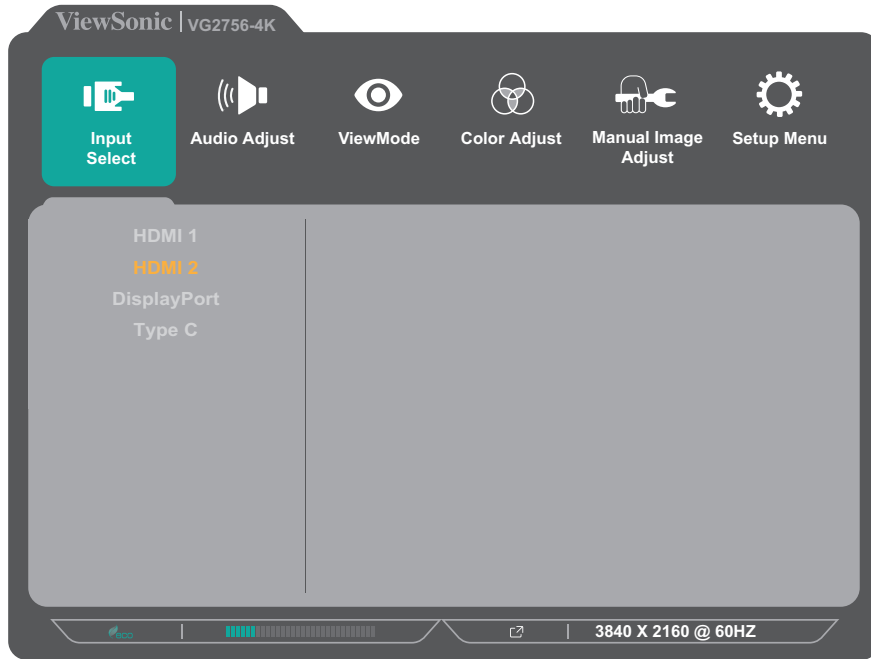 ViewSonic | VG2756-4K
Input
Select
Audio Adjust
ViewMode
Color Adjust
Manual Image
Adjust
Setup Menu
HDMI 1
HDMI 2
DisplayPort
Type C
eco
3840 X 2160 @ 60HZ